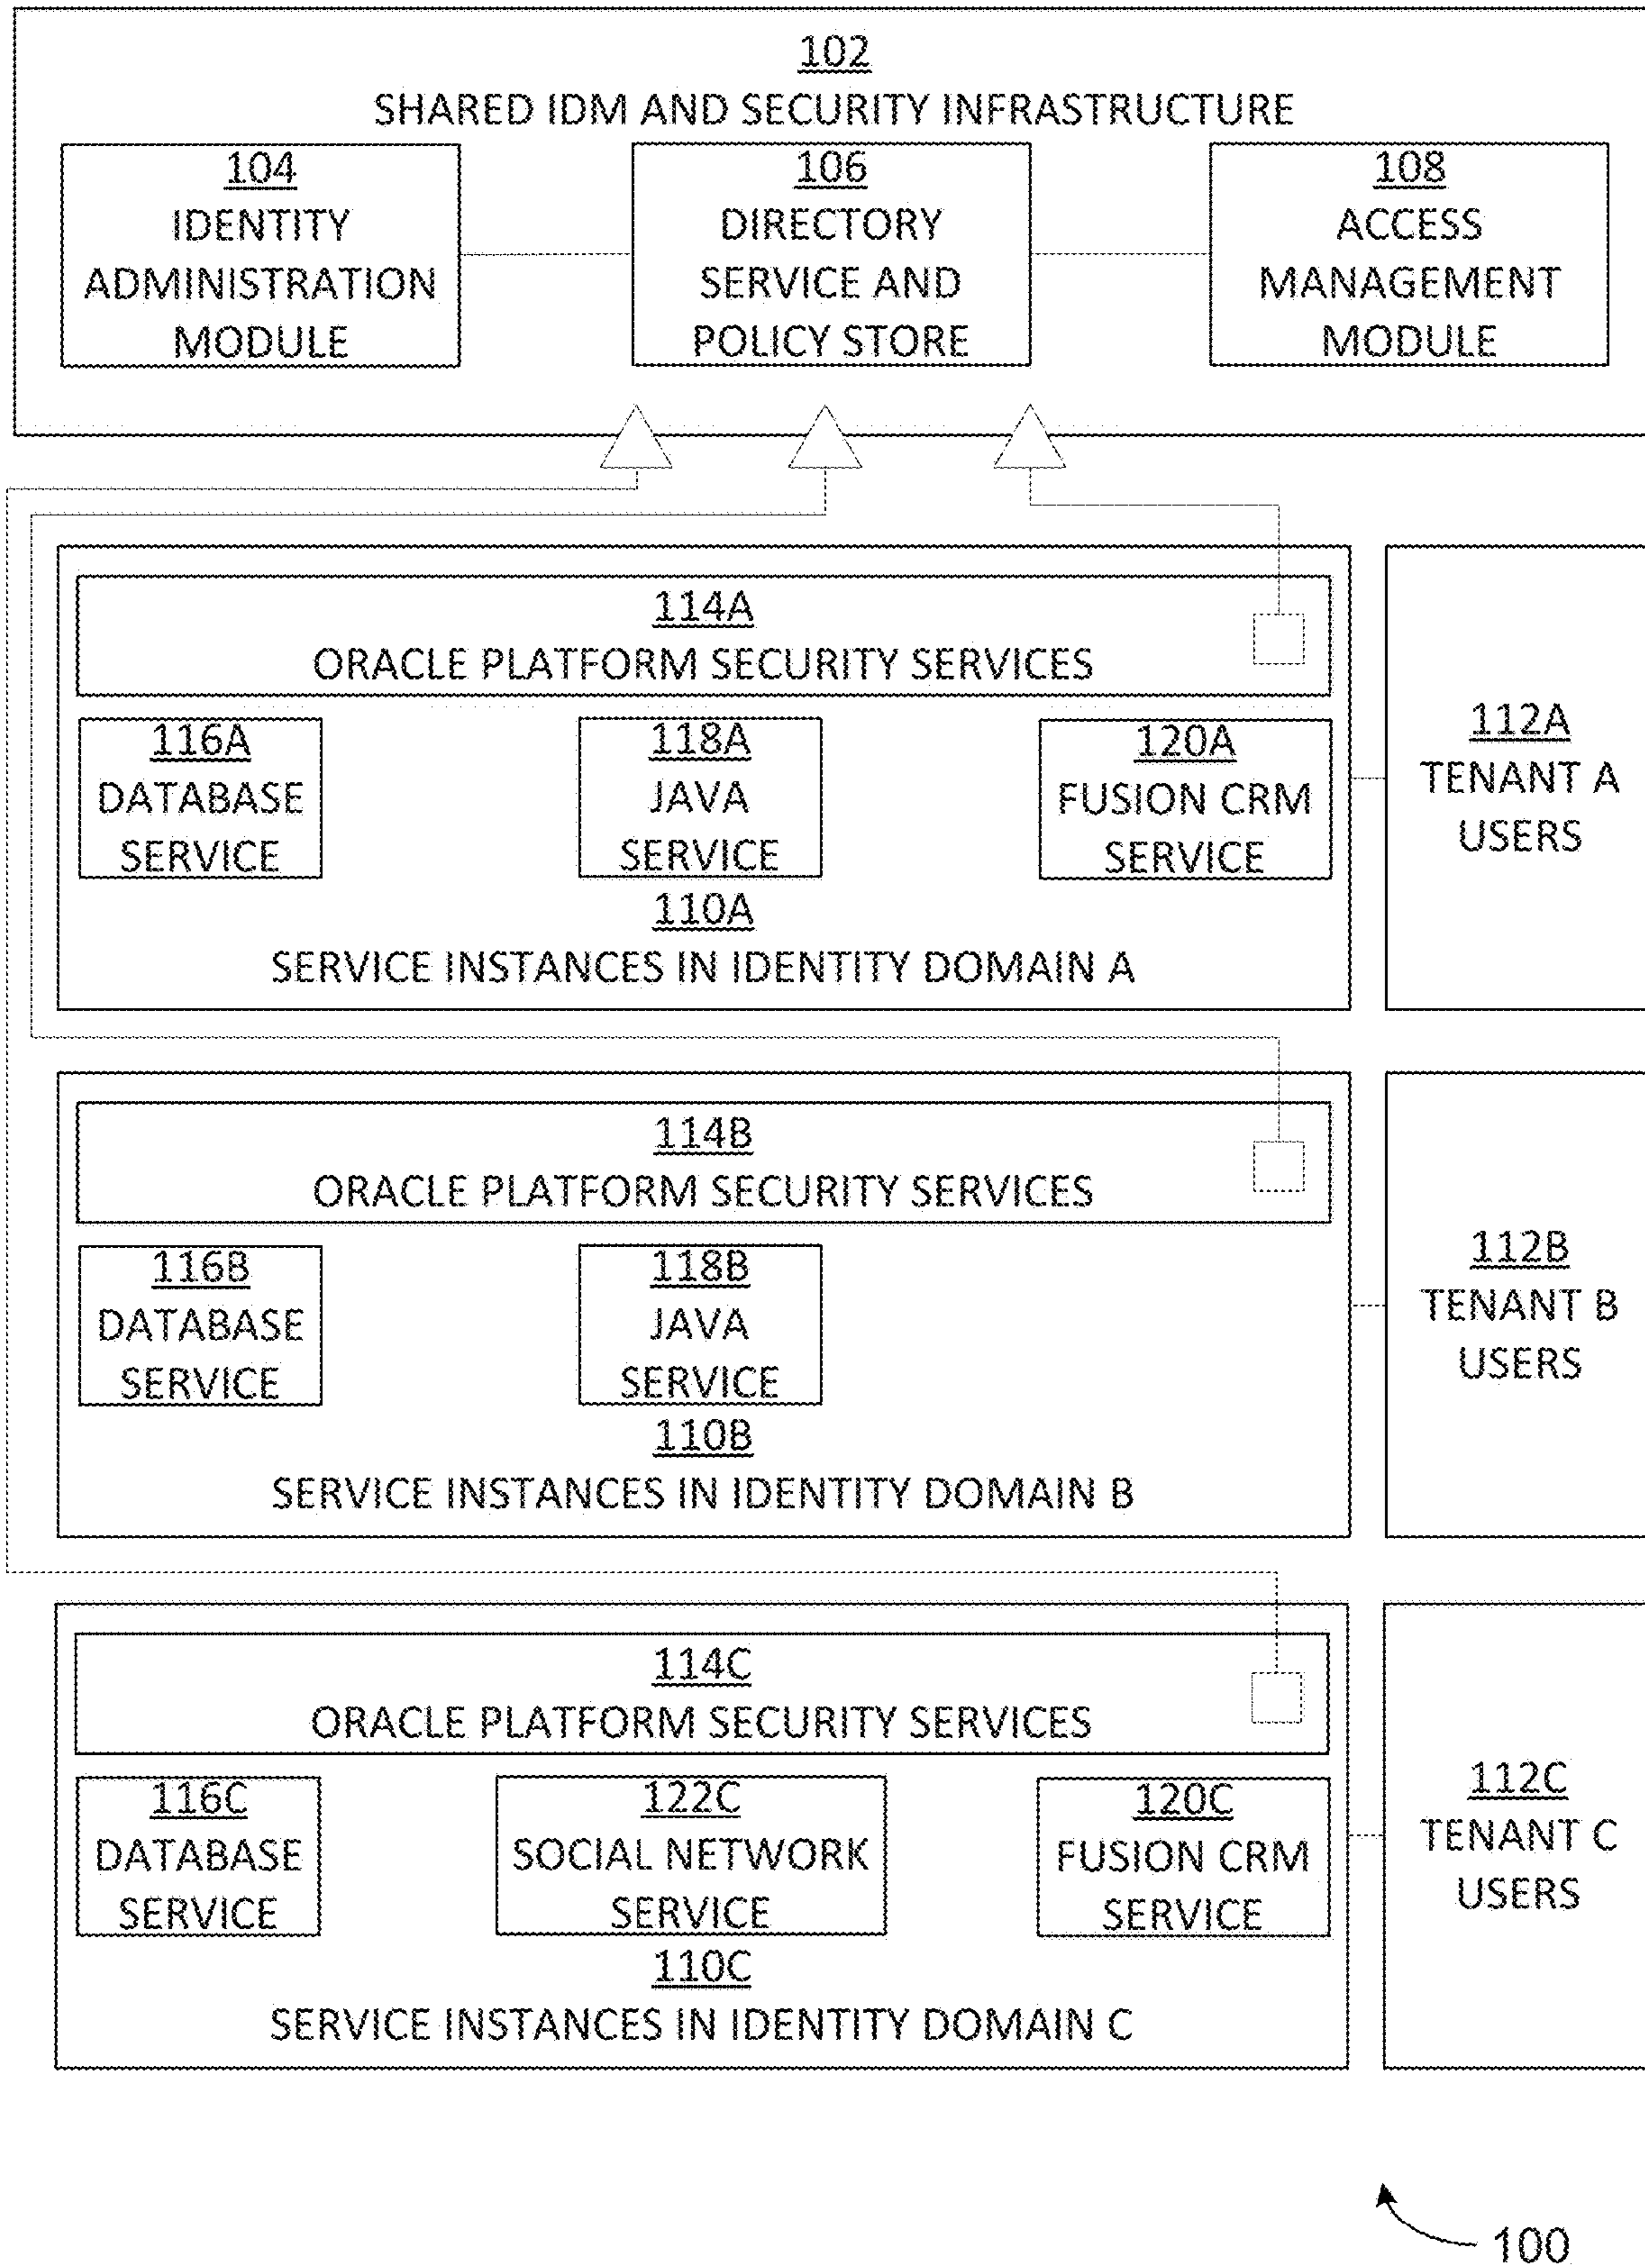 102
SHARED IDM AND SECURITY INFRASTRUCTURE
104
IDENTITY
ADMINISTRATION
MODULE
106
DIRECTORY
SERVICE AND
POLICY STORE
108
ACCESS
MANAGEMENT
MODULE
114A
ORACLE PLATFORM SECURITY SERVICES
116A
DATABASE
SERVICE
118A
JAVA
SERVICE
120A
FUSION CRM
SERVICE
110A
SERVICE INSTANCES IN IDENTITY DOMAIN A
112A
TENANT A
USERS
114B
ORACLE PLATFORM SECURITY SERVICES
116B
DATABASE
SERVICE
118B
JAVA
SERVICE
110B
SERVICE INSTANCES IN IDENTITY DOMAIN B
112B
TENANT B
USERS
114C
ORACLE PLATFORM SECURITY SERVICES
116C
DATABASE
SERVICE
122C
SOCIAL NETWORK
SERVICE
120C
FUSION CRM
SERVICE
110C
SERVICE INSTANCES IN IDENTITY DOMAIN C
112C
TENANT C
USERS
100